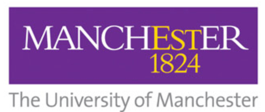 MANCHEstER
1824
The University of Manchester